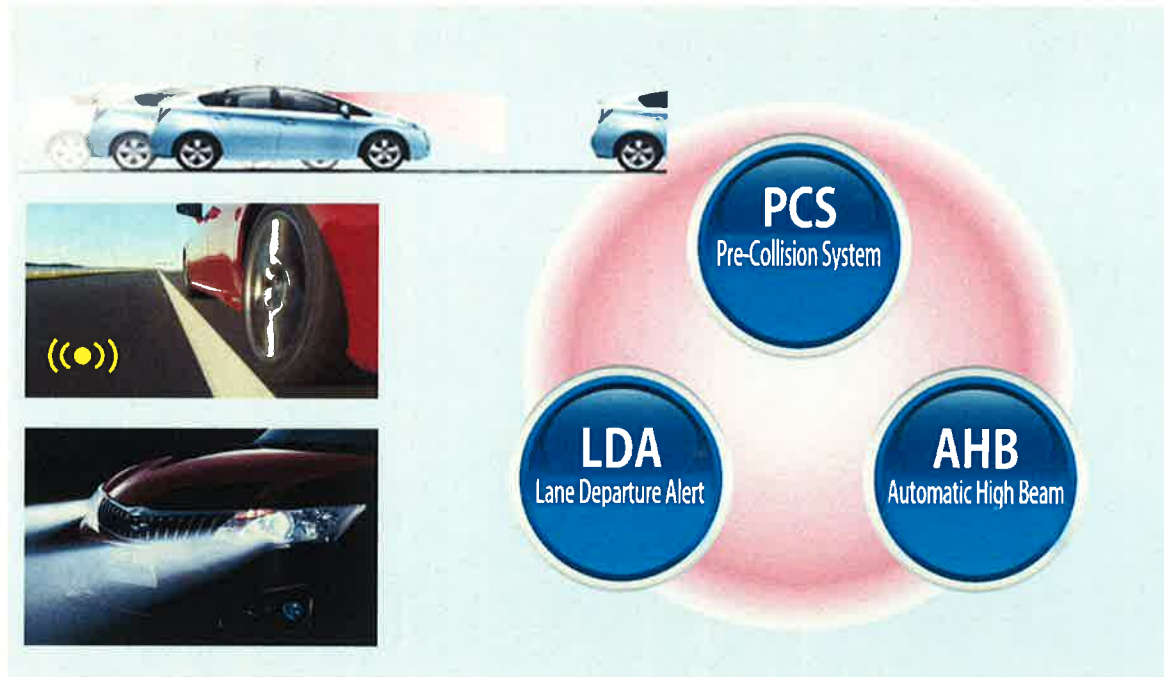 PCS
Pre-Collision System
LDA
Lane Departure Alert
AHB
Automatic High Beam